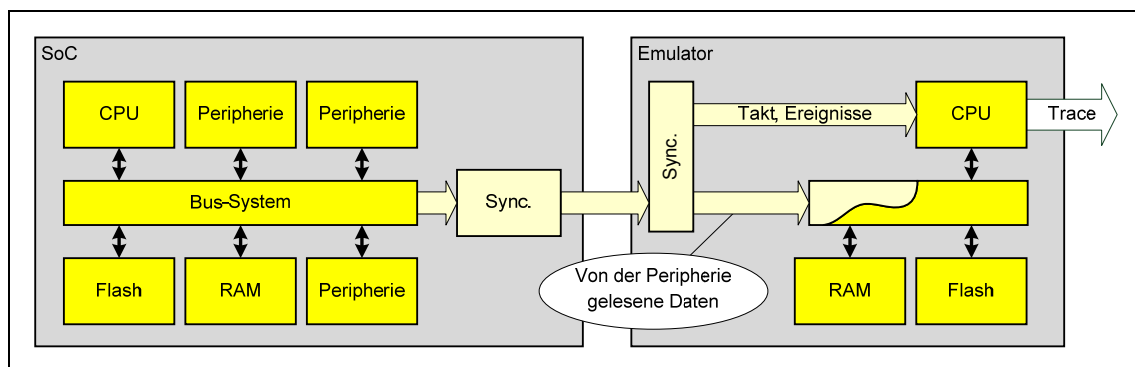 SoC
CPU
Peripherie
Peripherie
Bus-System
Sync.
Flash
RAM
Peripherie
Emulator
Sync.
Takt, Ereignisse
CPU
Trace
Von der Peripherie
gelesene Daten
RAM
Flash